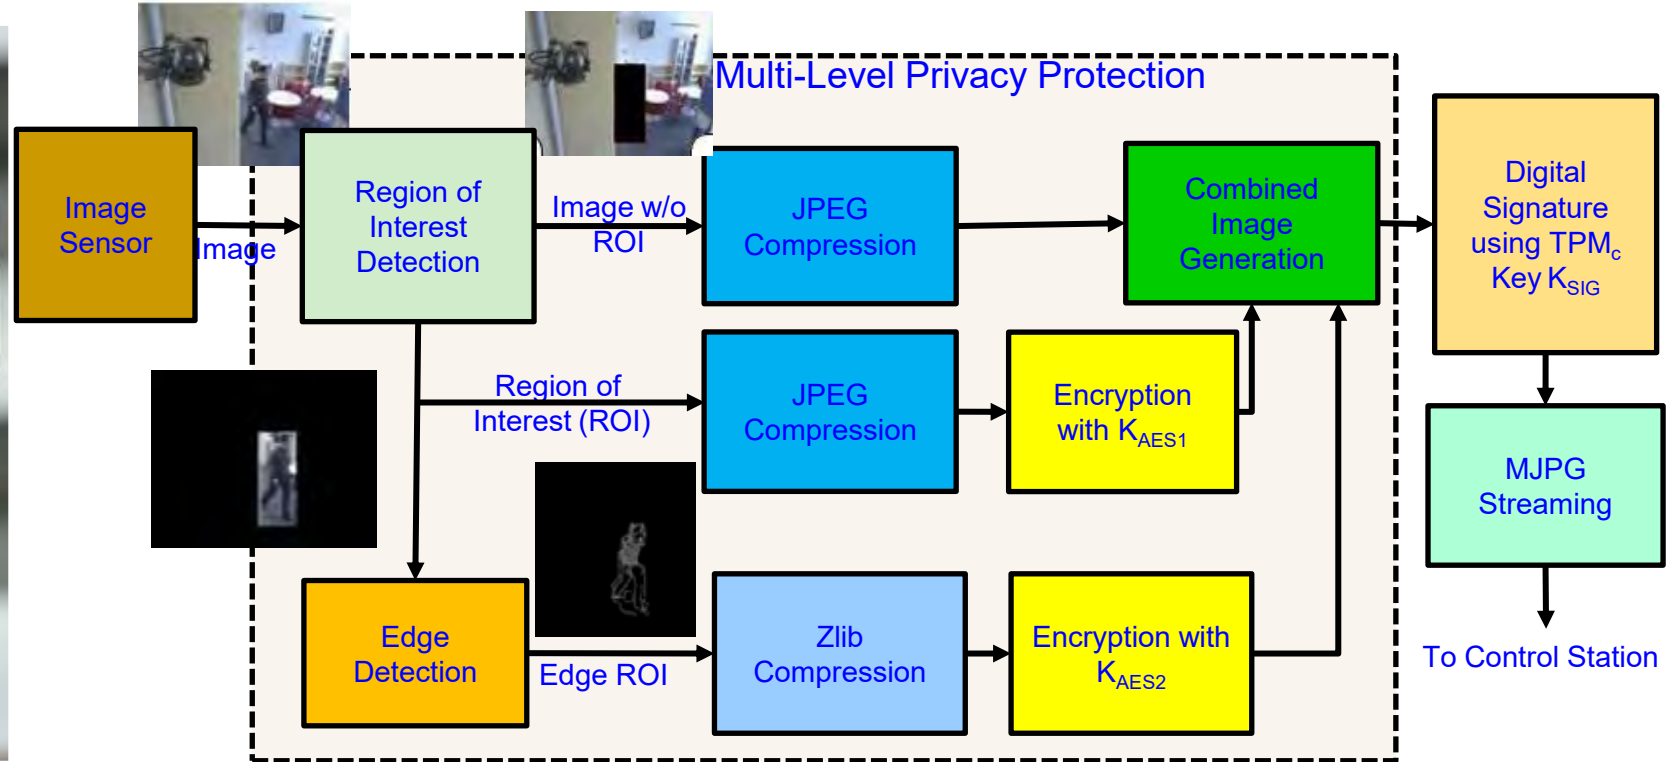 Multi-Level Privacy Protection
Image
Sensor
Image
Region of
Interest
Detection
Image w/o
ROI
JPEG
Compression
Combined
Image
Generation
Digital
Signature
using TPMc
Key KSIG
Region of
Interest (ROI)
JPEG
Compression
Encryption
with KAES1
MJPG
Streaming
Edge
Detection
Edge ROI
Zlib
Compression
Encryption with
KAES2
To Control Station